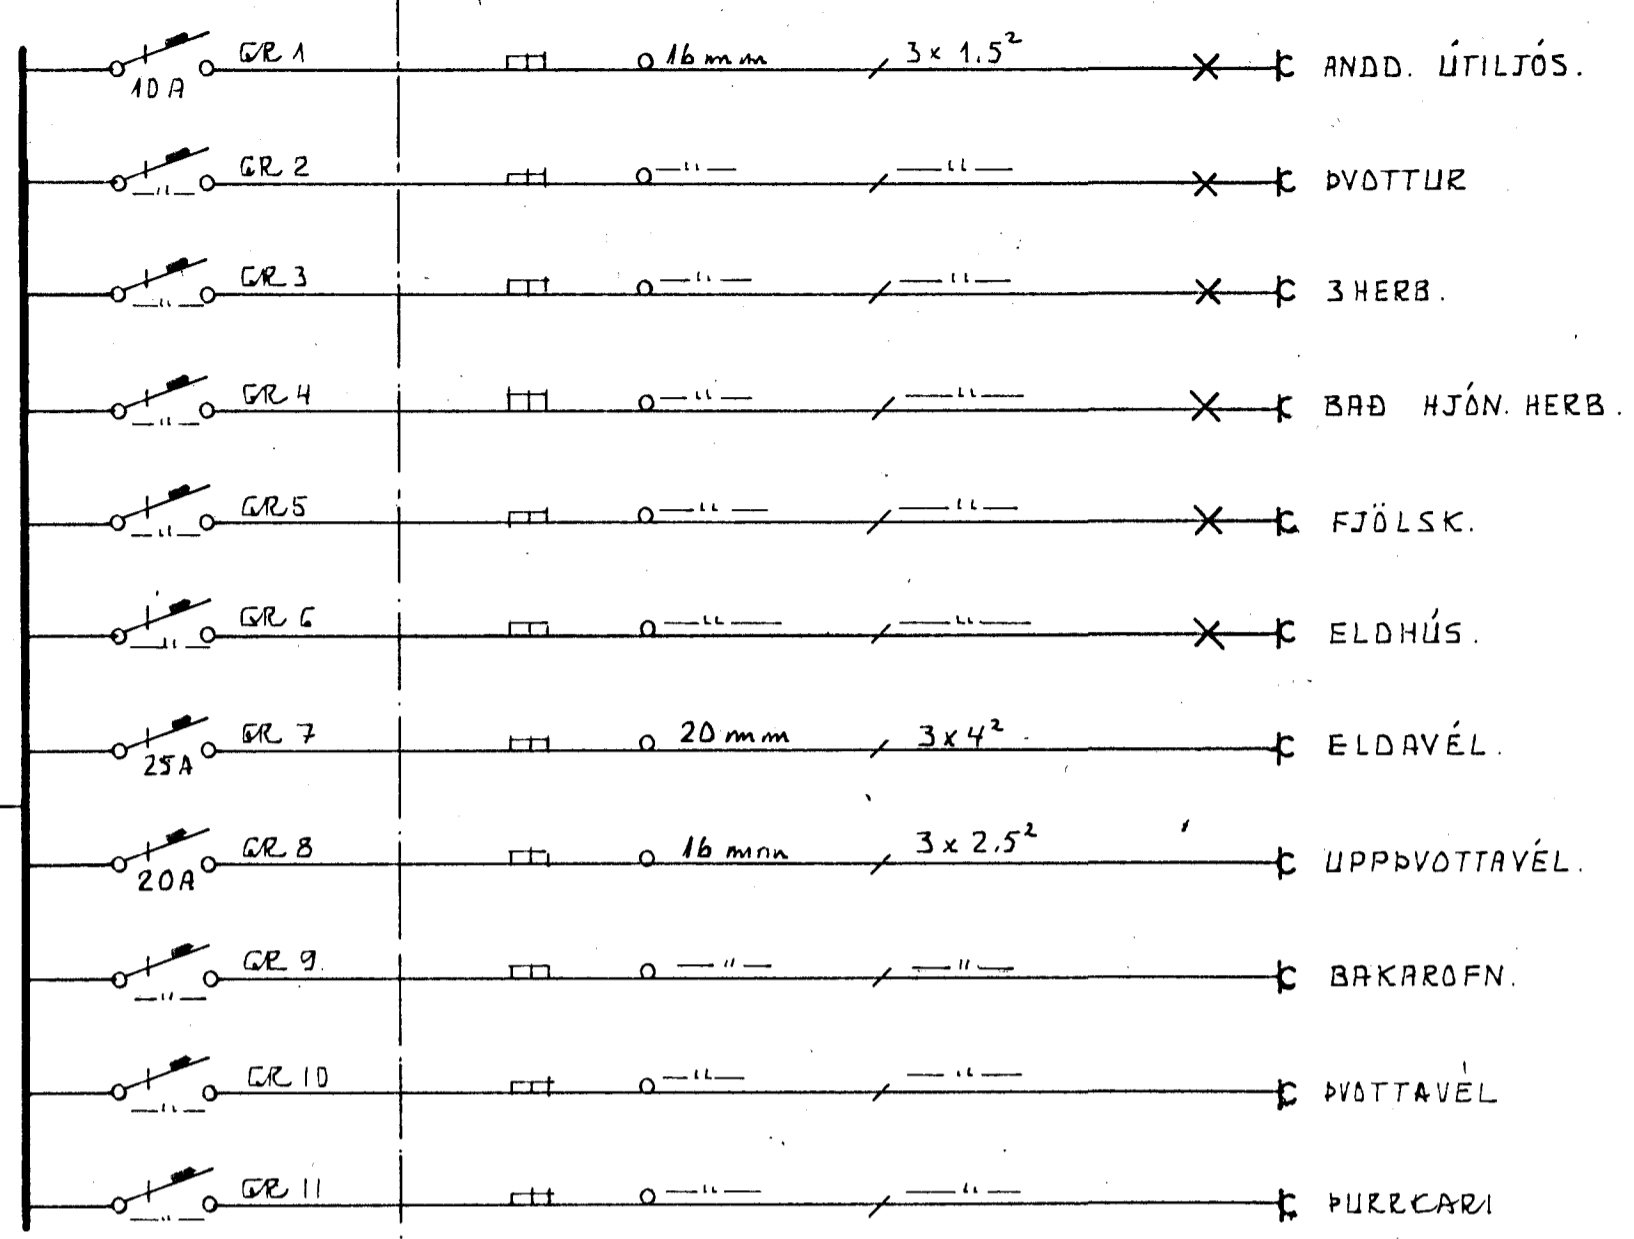 GR 1 16 mm 3 x 1.5² ANDD. ÚTILJÓS.
10 A
GR 2 —"— —"— ÞVOTTUR
—"—
GR 3 —"— —"— 3 HERB.
—"—
GR 4 —"— —"— BAÐ HJÓN. HERB.
—"—
GR 5 —"— —"— FJÖLSK.
—"—
GR 6 —"— —"— ELDHÚS.
—"—
GR 7 20 mm 3 x 4² ELDAVÉL.
25 A
GR 8 16 mm 3 x 2.5² UPPÞVOTTAVÉL.
20 A
GR 9 —"— —"— BAKAROFN.
—"—
GR 10 —"— —"— ÞVOTTAVÉL
—"—
GR 11 —"— —"— ÞURRKARI
—"—